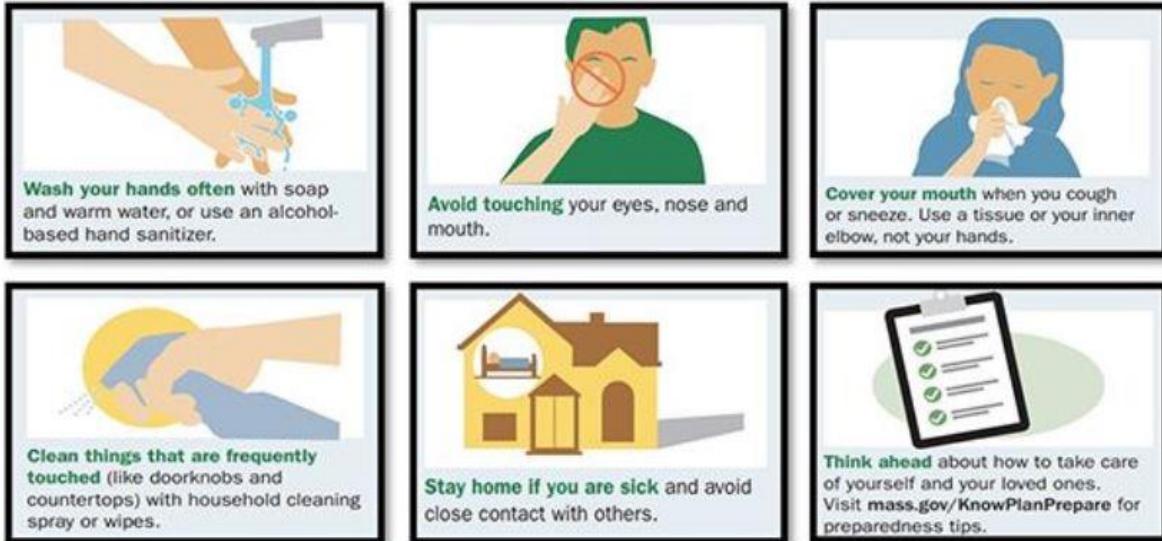 Wash your hands often with soap
and warm water, or use an alcohol-
based hand sanitizer.
Avoid touching your eyes, nose and
mouth.
Cover your mouth when you cough
or sneeze. Use a tissue or your inner
elbow, not your hands.
Clean things that are frequently
touched (like doorknobs and
countertops) with household cleaning
spray or wipes.
Stay home if you are sick and avoid
close contact with others.
Think ahead about how to take care
of yourself and your loved ones.
Visit mass.gov/KnowPlanPrepare for
preparedness tips.